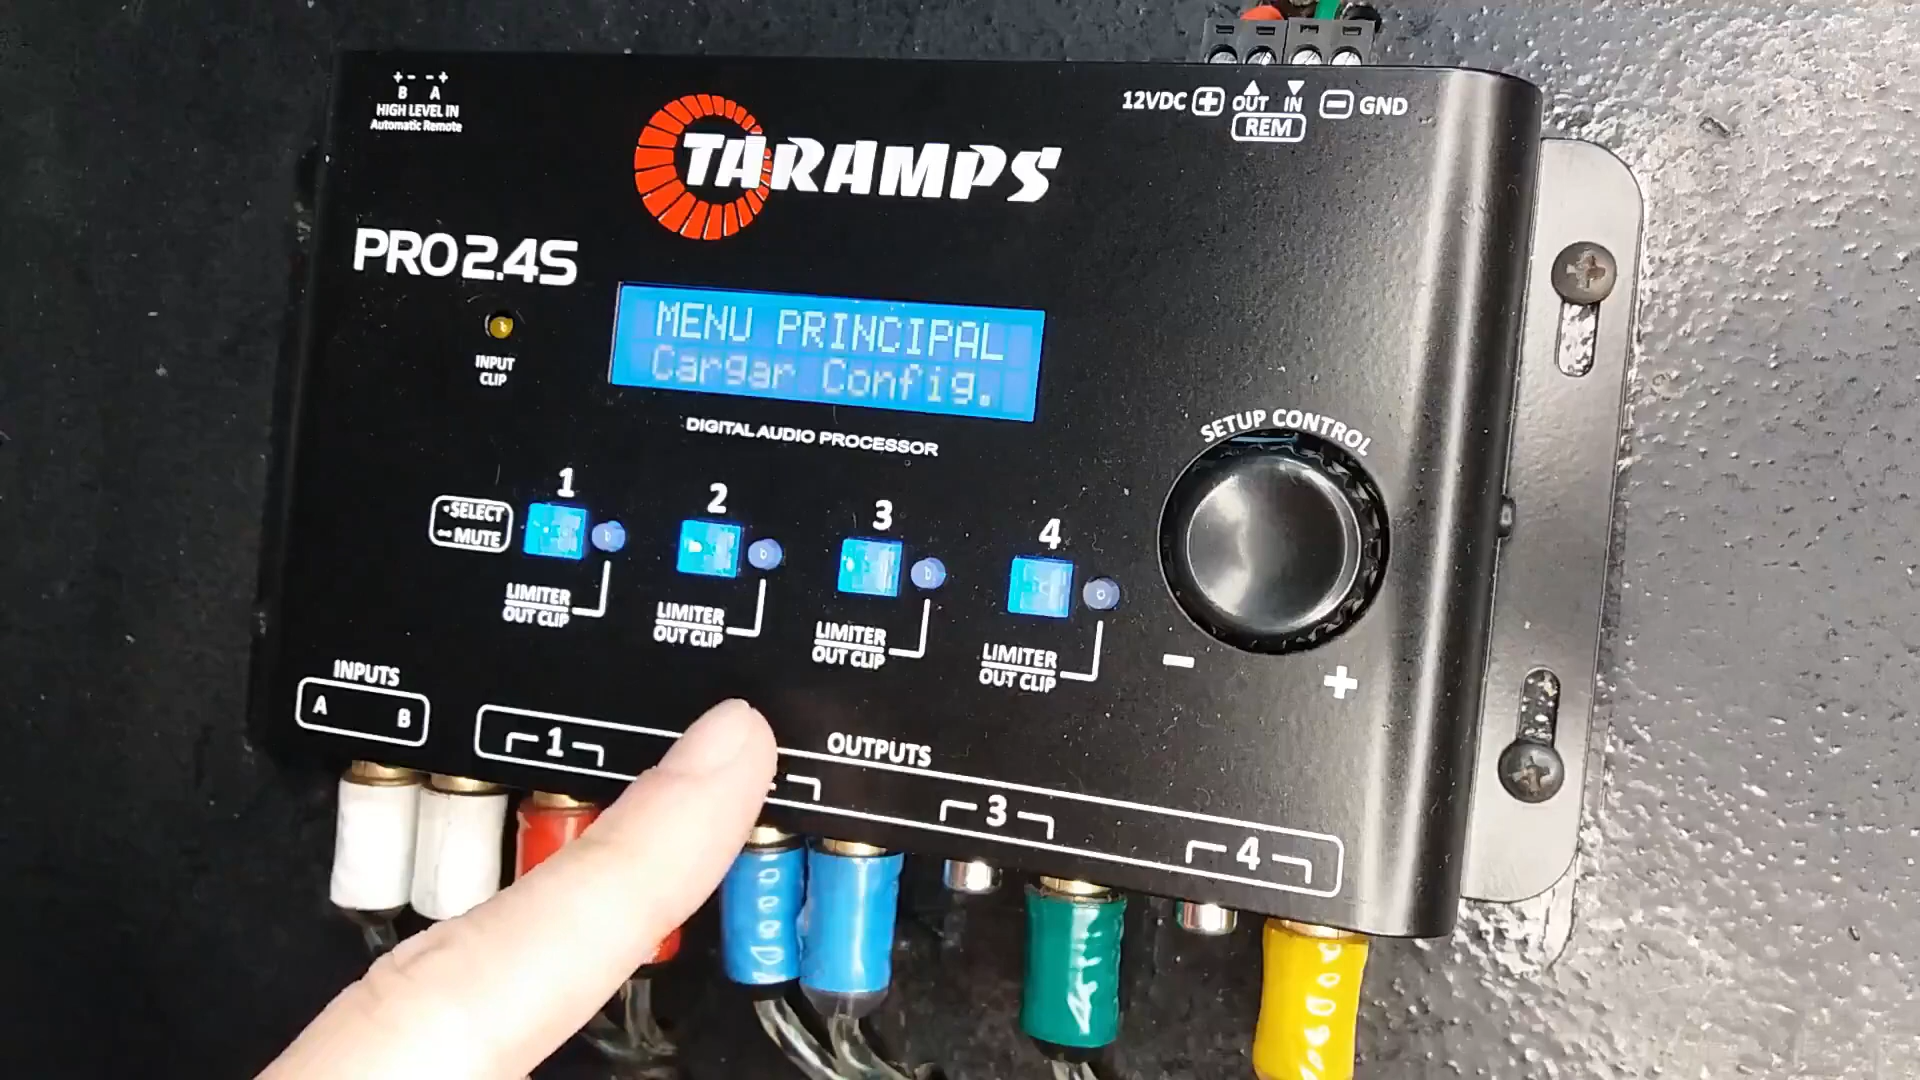 +- -+
B A
HIGH LEVEL IN
Automatic Remote
12VDC + OUT IN - GND
REM
TARAMPS
PRO2.4S
INPUT
CLIP
MENU PRINCIPAL
Cargar Config.
DIGITAL AUDIO PROCESSOR
SETUP CONTROL
- +
SELECT
MUTE
1 2 3 4
LIMITER
OUT CLIP
LIMITER
OUT CLIP
LIMITER
OUT CLIP
LIMITER
OUT CLIP
INPUTS
A B
OUTPUTS
1 3 4